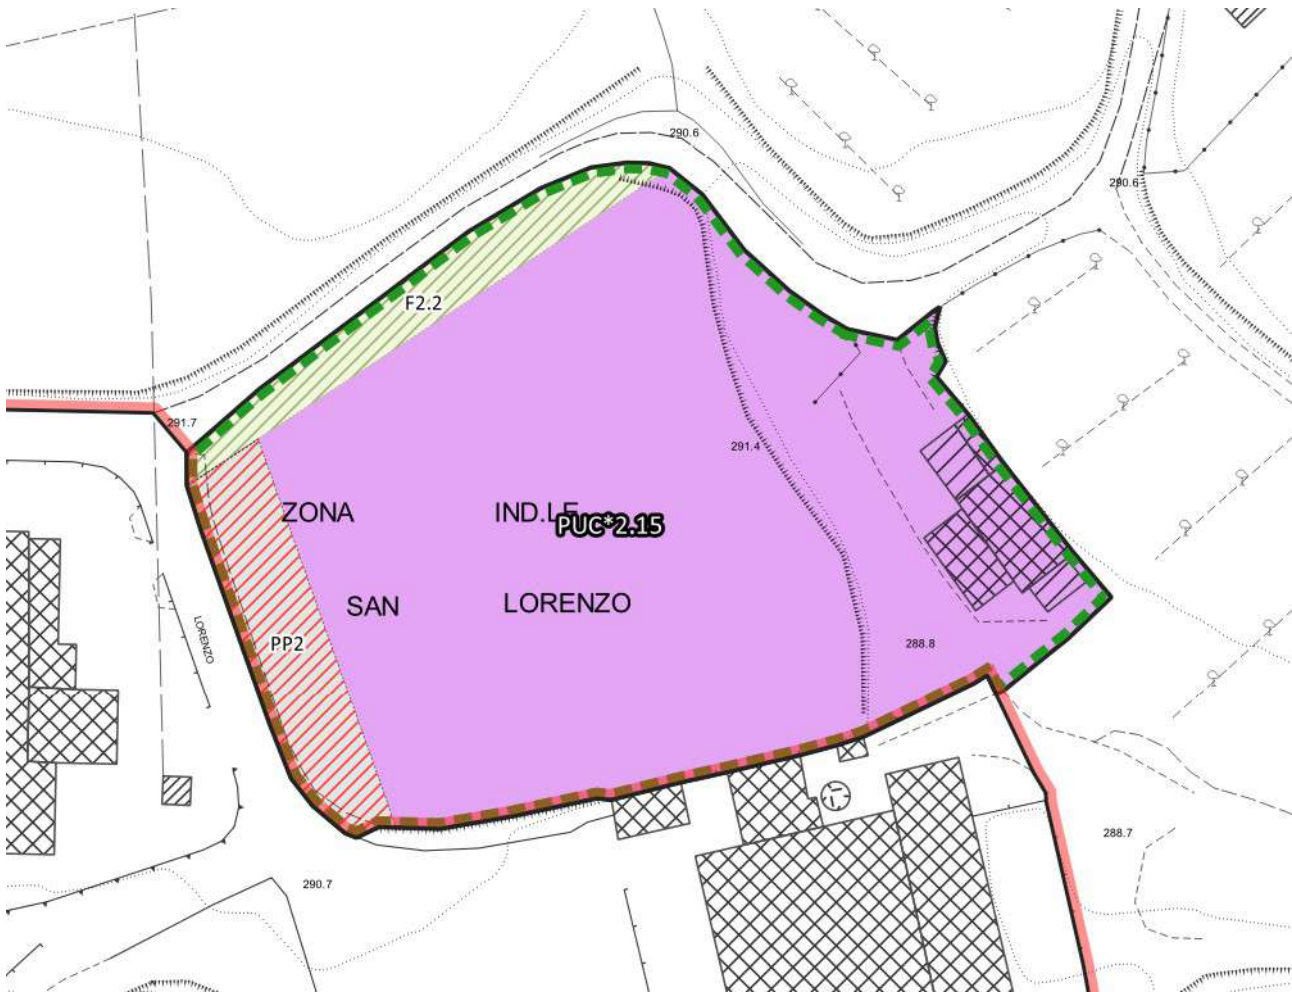 290.6
290.6
F2.2
291.7
291.4
ZONA IND.LE
PUC*2.15
SAN LORENZO
LORENZO
PP2
288.8
288.7
290.7